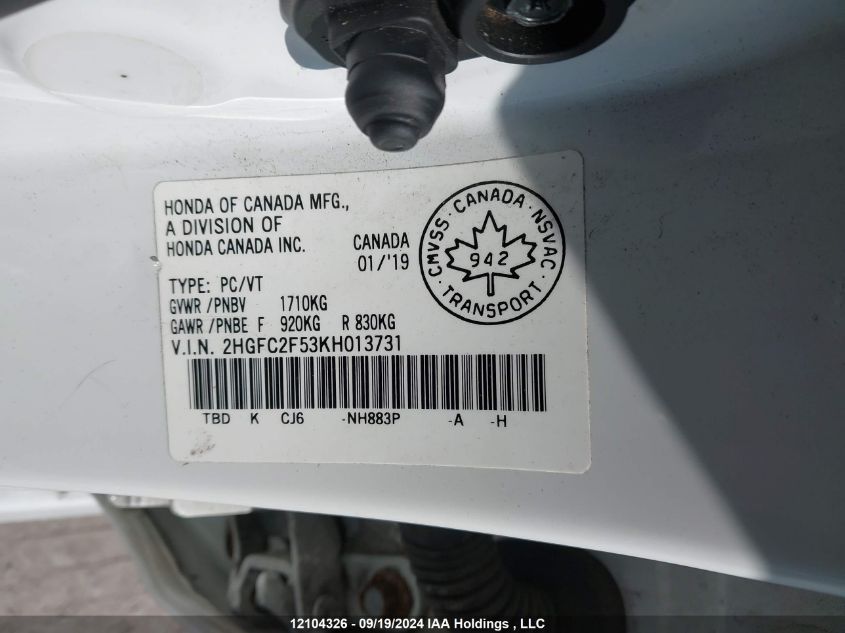 HONDA OF CANADA MFG.,
A DIVISION OF
HONDA CANADA INC.
CANADA
01/'19
TYPE: PC/VT
GVWR /PNBV 1710KG
GAWR /PNBE F 920KG R 830KG
V.I.N. 2HGFC2F53KH013731
TBD K CJ6 -NH883P -A -H
CMVSS · CANADA · NSVAC
942
· TRANSPORT ·
12104326 - 09/19/2024 IAA Holdings , LLC